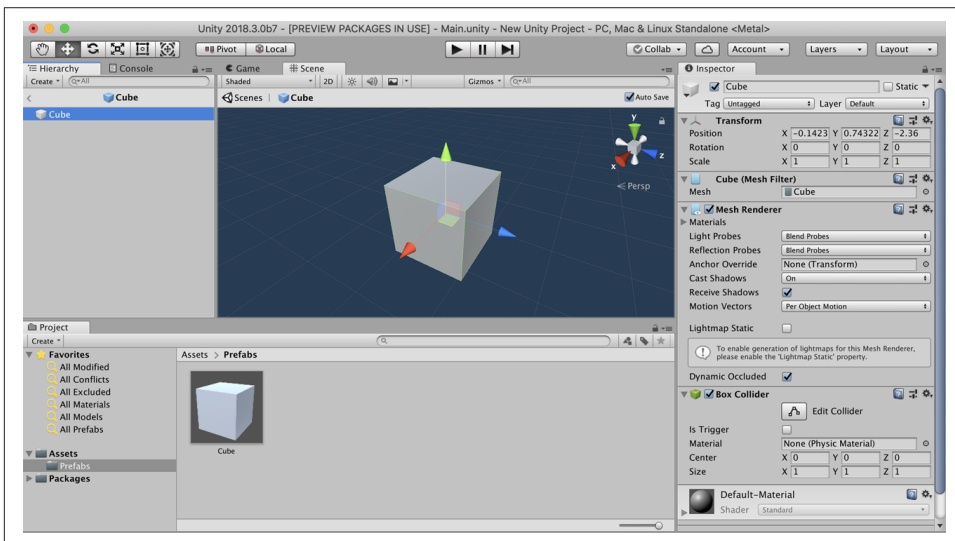 Unity 2018.3.0b7 - [PREVIEW PACKAGES IN USE] - Main.unity - New Unity Project - PC, Mac & Linux Standalone <Metal>
Pivot Local Collab Account Layers Layout
Hierarchy Console
Create All
Cube
Cube
Game Scene
Shaded 2D Gizmos All
Scenes Cube Auto Save
y
z
x
Persp
Project
Create
Favorites
All Modified
All Conflicts
All Excluded
All Materials
All Models
All Prefabs
Assets
Prefabs
Packages
Assets > Prefabs
Cube
Inspector
Cube Static
Tag Untagged Layer Default
Transform
Position X -0.1423 Y 0.74322 Z -2.36
Rotation X 0 Y 0 Z 0
Scale X 1 Y 1 Z 1
Cube (Mesh Filter)
Mesh Cube
Mesh Renderer
Materials
Light Probes Blend Probes
Reflection Probes Blend Probes
Anchor Override None (Transform)
Cast Shadows On
Receive Shadows
Motion Vectors Per Object Motion
Lightmap Static
To enable generation of lightmaps for this Mesh Renderer,
please enable the 'Lightmap Static' property.
Dynamic Occluded
Box Collider
Edit Collider
Is Trigger
Material None (Physic Material)
Center X 0 Y 0 Z 0
Size X 1 Y 1 Z 1
Default-Material
Shader Standard